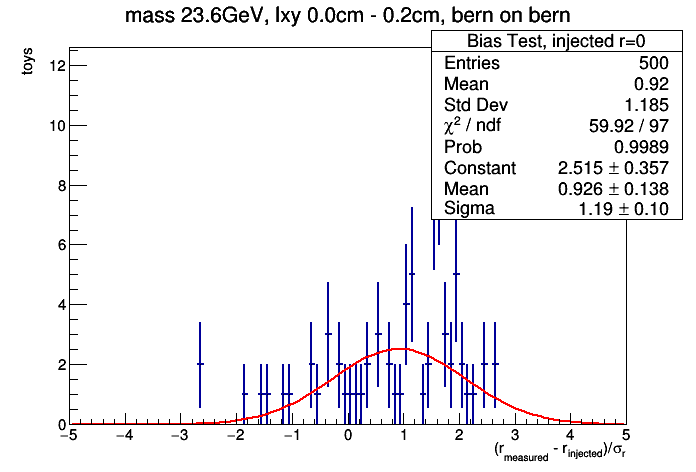 mass 23.6GeV, lxy 0.0cm - 0.2cm, bern on bern
Bias Test, injected r=0
Entries 500
Mean 0.92
Std Dev 1.185
χ² / ndf 59.92 / 97
Prob 0.9989
Constant 2.515 ± 0.357
Mean 0.926 ± 0.138
Sigma 1.19 ± 0.10
toys
12
10
8
6
4
2
0
−5 −4 −3 −2 −1 0 1 2 3 4 5
(r_measured - r_injected)/σ_r